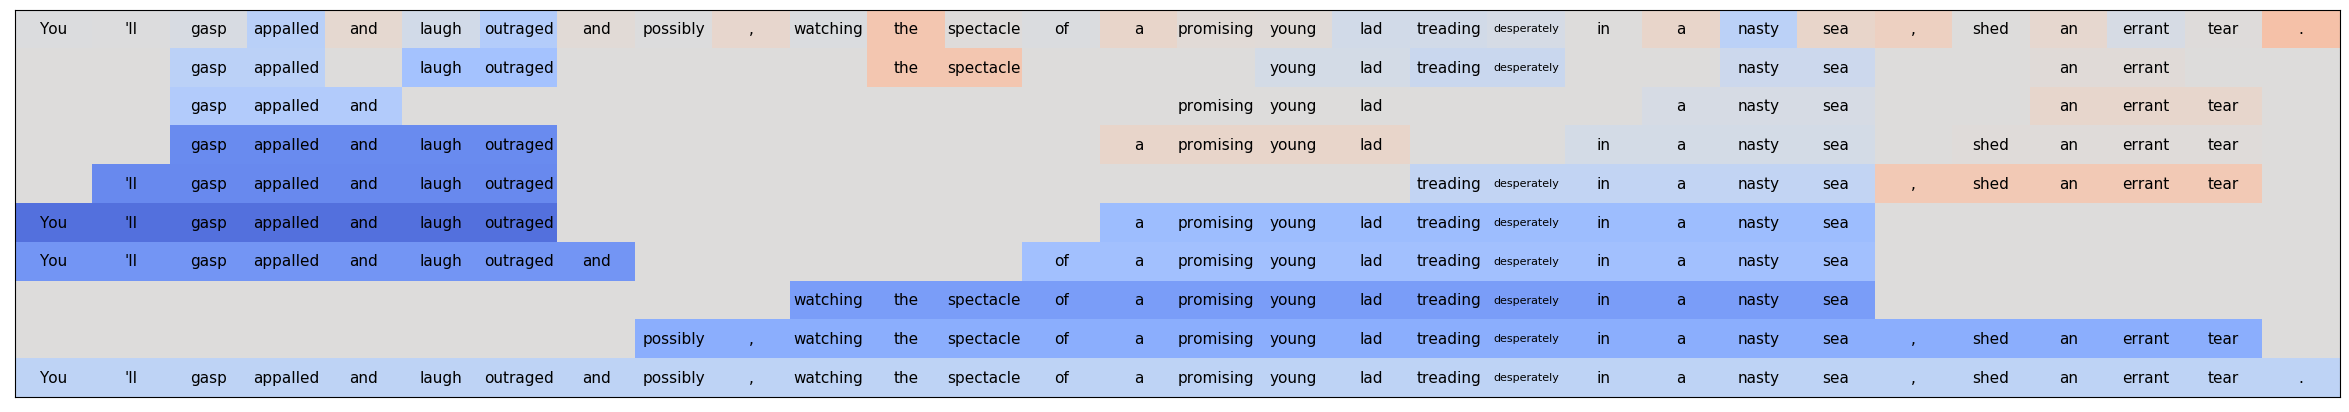 You 'll gasp appalled and laugh outraged and possibly , watching the spectacle of a promising young lad treading desperately in a nasty sea , shed an errant tear .
gasp appalled laugh outraged the spectacle young lad treading desperately nasty sea an errant
gasp appalled and promising young lad a nasty sea an errant tear
gasp appalled and laugh outraged a promising young lad in a nasty sea shed an errant tear
'll gasp appalled and laugh outraged treading desperately in a nasty sea , shed an errant tear
You 'll gasp appalled and laugh outraged a promising young lad treading desperately in a nasty sea
You 'll gasp appalled and laugh outraged and of a promising young lad treading desperately in a nasty sea
watching the spectacle of a promising young lad treading desperately in a nasty sea
possibly , watching the spectacle of a promising young lad treading desperately in a nasty sea , shed an errant tear
You 'll gasp appalled and laugh outraged and possibly , watching the spectacle of a promising young lad treading desperately in a nasty sea , shed an errant tear .